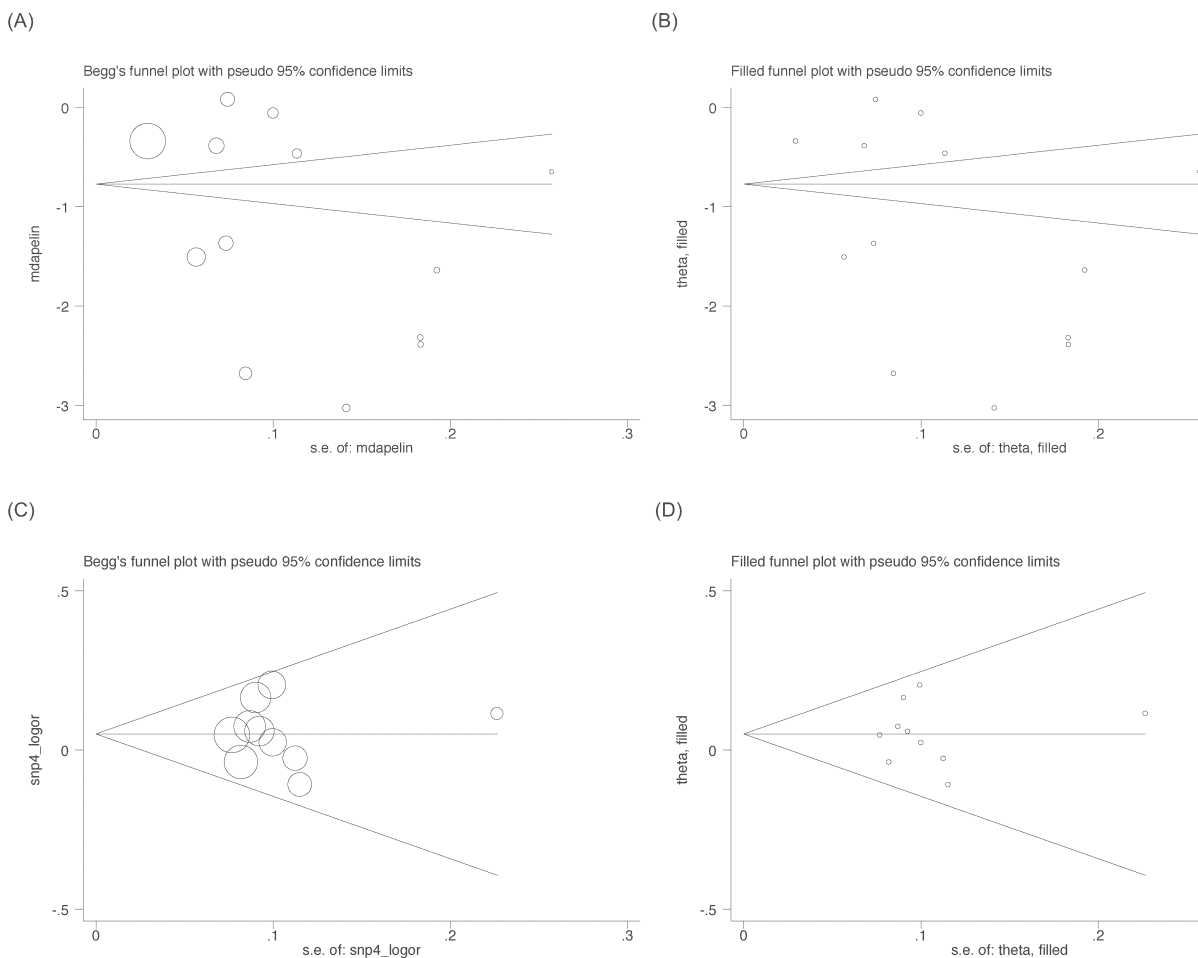 (A)
Begg's funnel plot with pseudo 95% confidence limits
mdapelin
0
-1
-2
-3
0 .1 .2 .3
s.e. of: mdapelin
(B)
Filled funnel plot with pseudo 95% confidence limits
theta, filled
0
-1
-2
-3
0 .1 .2
s.e. of: theta, filled
(C)
Begg's funnel plot with pseudo 95% confidence limits
snp4_logor
.5
0
-.5
0 .1 .2 .3
s.e. of: snp4_logor
(D)
Filled funnel plot with pseudo 95% confidence limits
theta, filled
.5
0
-.5
0 .1 .2
s.e. of: theta, filled